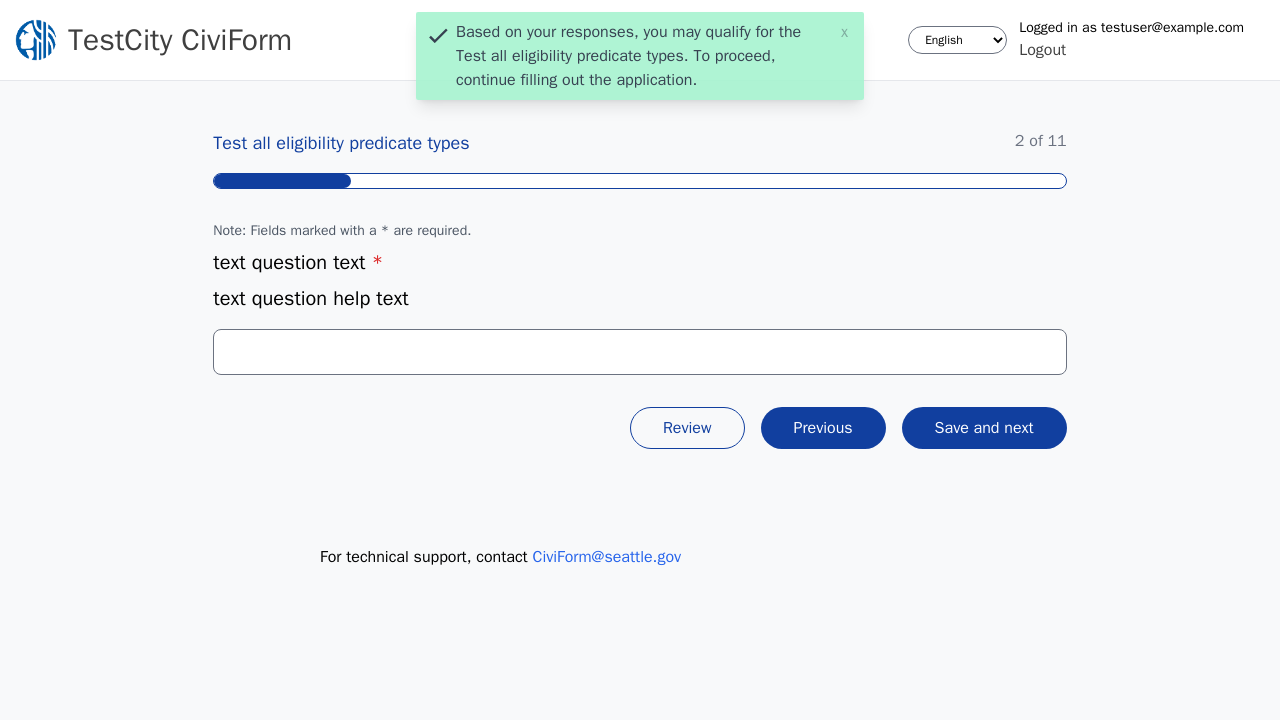 TestCity CiviForm
Based on your responses, you may qualify for the
Test all eligibility predicate types. To proceed,
continue filling out the application.
x
English
Logged in as testuser@example.com
Logout
Test all eligibility predicate types
2 of 11
Note: Fields marked with a * are required.
text question text *
text question help text
Review
Previous
Save and next
For technical support, contact CiviForm@seattle.gov